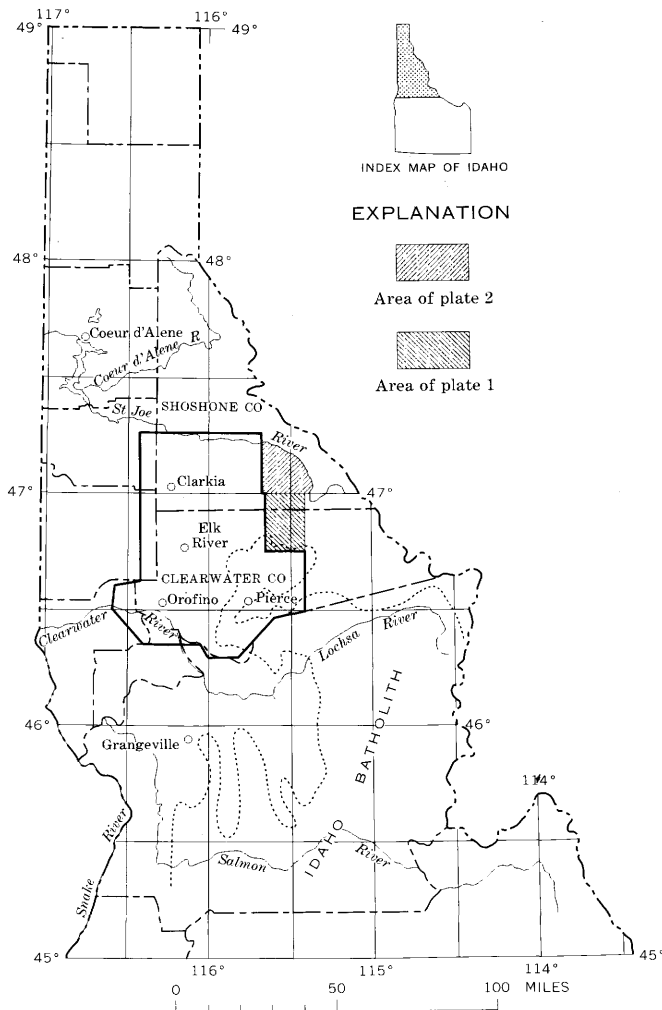 117°
116°
49°
49°
INDEX MAP OF IDAHO
EXPLANATION
48°
48°
Area of plate 2
Coeur d'Alene
Coeur d'Alene R
Area of plate 1
St Joe
SHOSHONE CO
River
Clarkia
47°
47°
Elk
River
CLEARWATER CO
Orofino
Pierce
Clearwater
River
Lochsa River
46°
46°
Grangeville
IDAHO BATHOLITH
114°
Snake River
Salmon River
45°
45°
116°
115°
114°
0 50 100 MILES